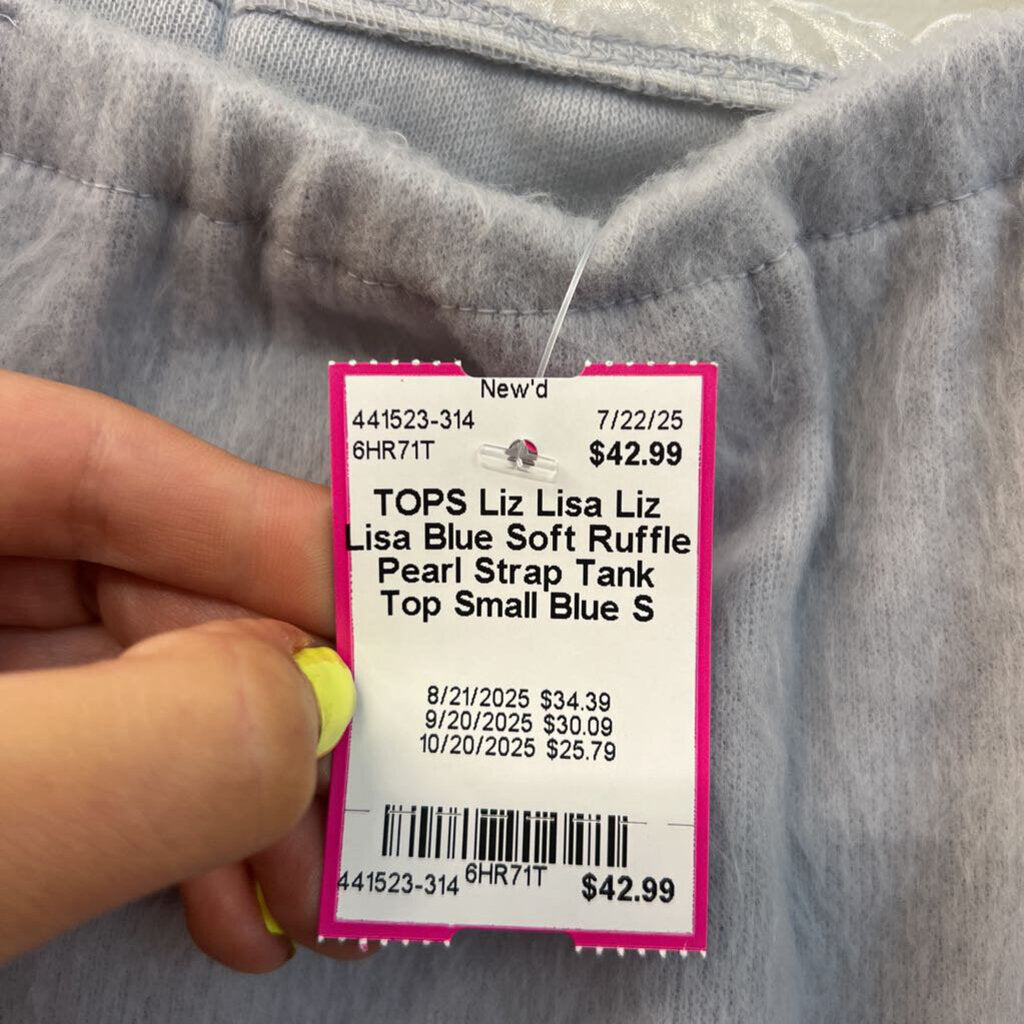 New'd
441523-314 7/22/25
6HR71T $42.99
TOPS Liz Lisa Liz
Lisa Blue Soft Ruffle
Pearl Strap Tank
Top Small Blue S
8/21/2025 $34.39
9/20/2025 $30.09
10/20/2025 $25.79
441523-314 6HR71T $42.99